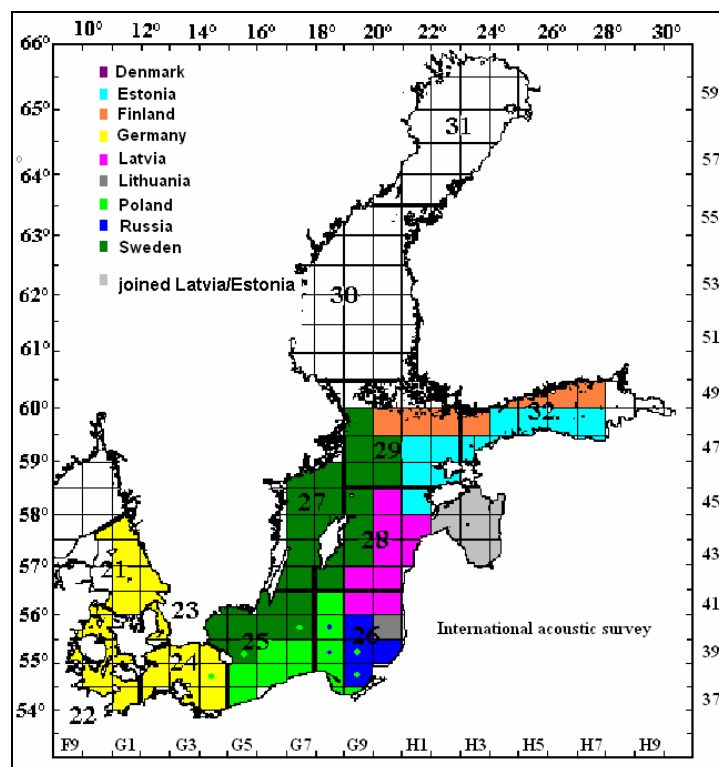 10° 12° 14° 16° 18° 20° 22° 24° 26° 28° 30°
66°
Denmark
59
Estonia
65°
Finland
Germany
31
57
Latvia
64°
Lithuania
Poland
55
Russia
63°
Sweden
53
joined Latvia/Estonia
62°
30
51
61°
49
60°
32
29
47
59°
27
45
58°
28
43
21
57°
42
23
56°
25
26
International acoustic survey
55°
24
39
22
54°
37
F9 G1 G3 G5 G7 G9 H1 H3 H5 H7 H9